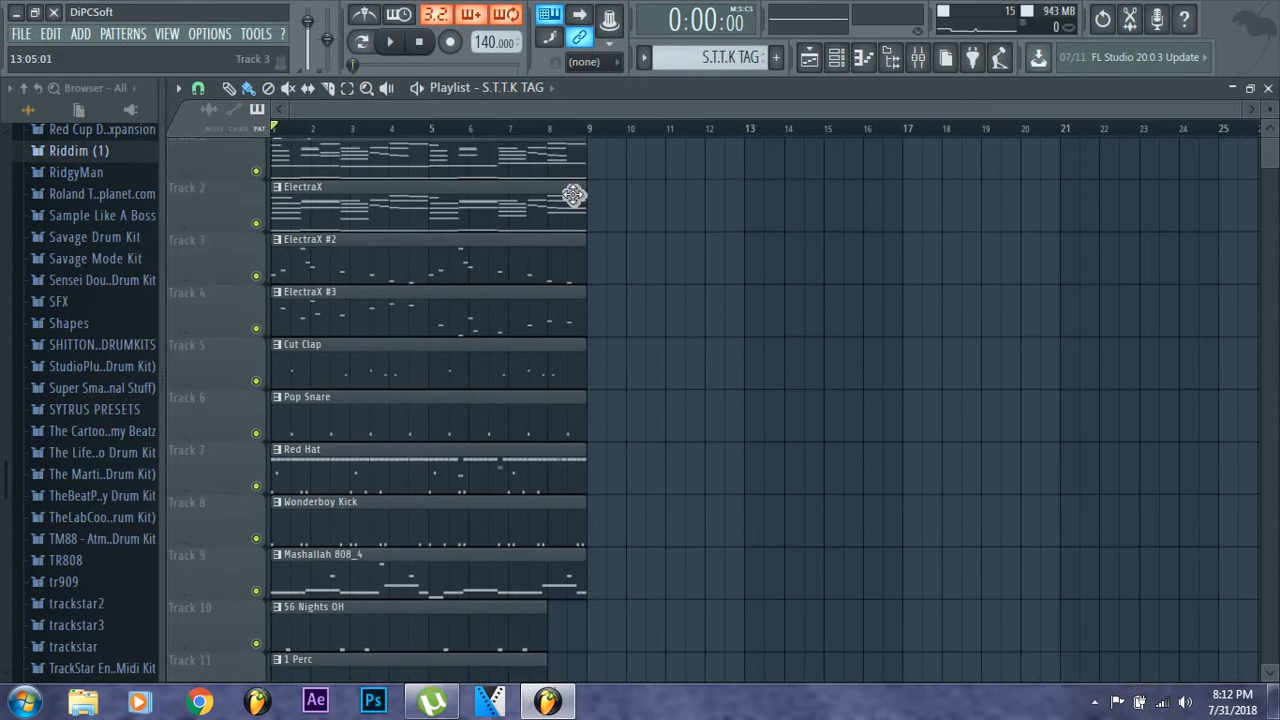 DiPCSoft
FILE EDIT ADD PATTERNS VIEW OPTIONS TOOLS ?
13:05:01 Track 3
3.2
140.000
(none)
0:00:00
S.T.T.K TAG
15 943 MB
0
07/11 FL Studio 20.0.3 Update
Browser - All
Playlist - S.T.T.K TAG
NOTE CHAN PAT
1 2 3 4 5 6 7 8 9 10 11 12 13 14 15 16 17 18 19 20 21 22 23 24 25
Red Cup D..xpansion
Riddim (1)
RidgyMan
Roland T..planet.com
Sample Like A Boss
Savage Drum Kit
Savage Mode Kit
Sensei Dou..Drum Kit
SFX
Shapes
SHITTON..DRUMKITS
StudioPlu..Drum Kit)
Super Sma..nal Stuff)
SYTRUS PRESETS
The Cartoo..my Beatz
The Life..o Drum Kit
The Marti..Drum Kit)
TheBeatP..y Drum Kit
TheLabCoo..rum Kit)
TM88 - Atm..Drum Kit
TR808
tr909
trackstar2
trackstar3
trackstar
TrackStar En..Midi Kit
Track 2 ElectraX
Track 3 ElectraX #2
Track 4 ElectraX #3
Track 5 Cut Clap
Track 6 Pop Snare
Track 7 Red Hat
Track 8 Wonderboy Kick
Track 9 Mashallah 808_4
Track 10 56 Nights OH
Track 11 1 Perc
Ae Ps
8:12 PM
7/31/2018